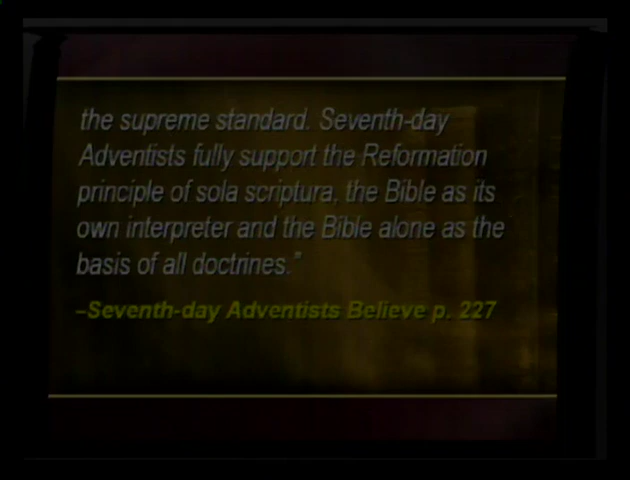 the supreme standard. Seventh-day
Adventists fully support the Reformation
principle of sola scriptura, the Bible as its
own interpreter and the Bible alone as the
basis of all doctrines."
–Seventh-day Adventists Believe p. 227